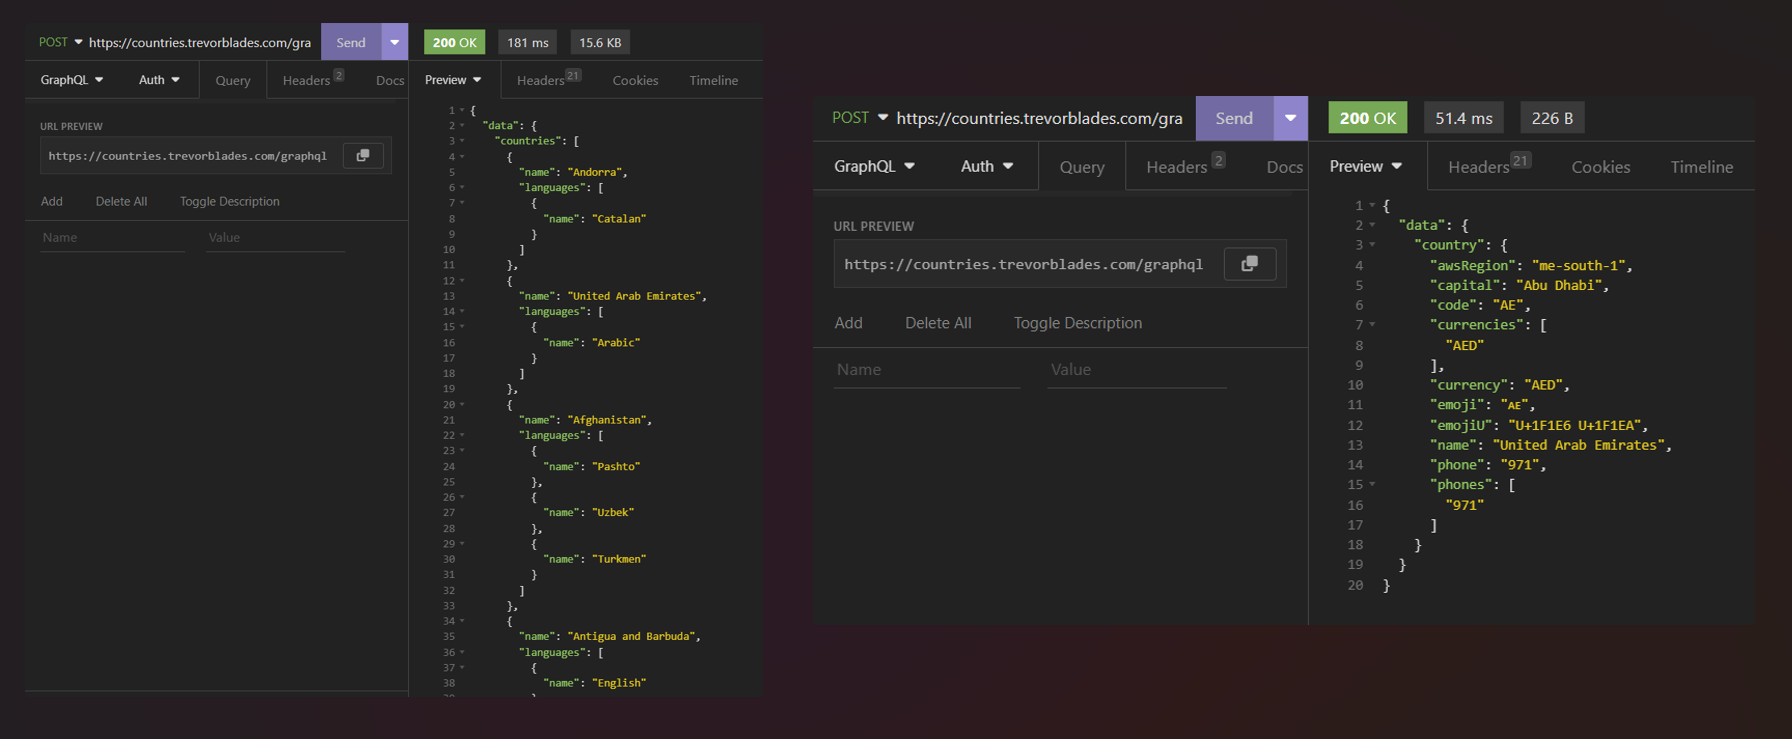 POST https://countries.trevorblades.com/gra Send 200 OK 181 ms 15.6 KB
GraphQL Auth Query Headers 2 Docs Preview Headers 21 Cookies Timeline
URL PREVIEW
https://countries.trevorblades.com/graphql
Add Delete All Toggle Description
Name Value
1 {
2 "data": {
3 "countries": [
4 {
5 "name": "Andorra",
6 "languages": [
7 {
8 "name": "Catalan"
9 }
10 ]
11 },
12 {
13 "name": "United Arab Emirates",
14 "languages": [
15 {
16 "name": "Arabic"
17 }
18 ]
19 },
20 {
21 "name": "Afghanistan",
22 "languages": [
23 {
24 "name": "Pashto"
25 },
26 {
27 "name": "Uzbek"
28 },
29 {
30 "name": "Turkmen"
31 }
32 ]
33 },
34 {
35 "name": "Antigua and Barbuda",
36 "languages": [
37 {
38 "name": "English"
POST https://countries.trevorblades.com/gra Send 200 OK 51.4 ms 226 B
GraphQL Auth Query Headers 2 Docs Preview Headers 21 Cookies Timeline
URL PREVIEW
https://countries.trevorblades.com/graphql
Add Delete All Toggle Description
Name Value
1 {
2 "data": {
3 "country": {
4 "awsRegion": "me-south-1",
5 "capital": "Abu Dhabi",
6 "code": "AE",
7 "currencies": [
8 "AED"
9 ],
10 "currency": "AED",
11 "emoji": "AE",
12 "emojiU": "U+1F1E6 U+1F1EA",
13 "name": "United Arab Emirates",
14 "phone": "971",
15 "phones": [
16 "971"
17 ]
18 }
19 }
20 }